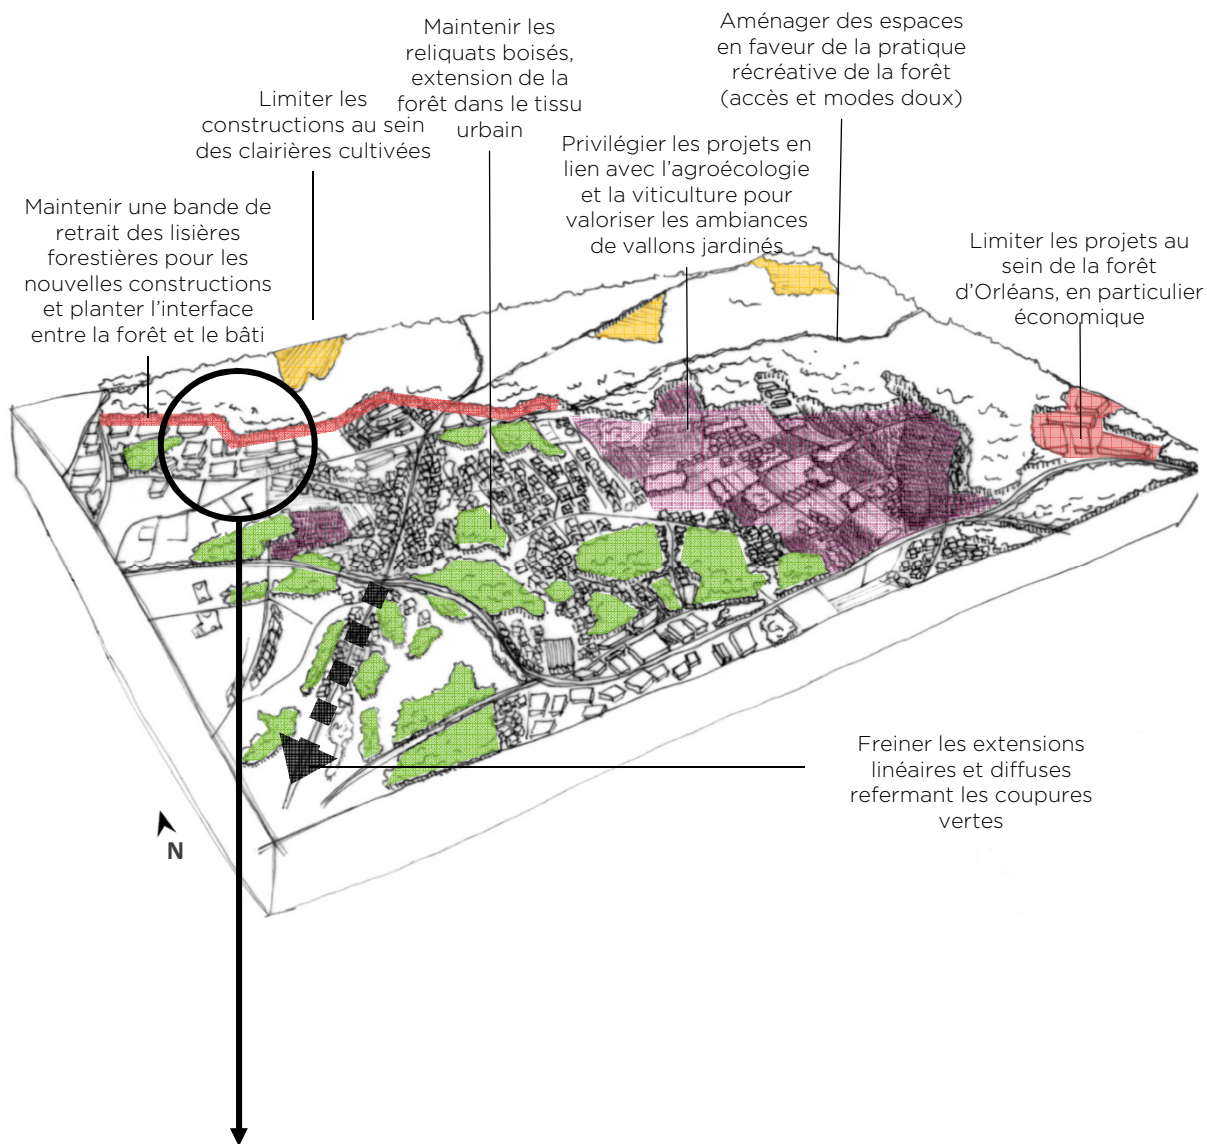 Maintenir les
reliquats boisés,
extension de la
forêt dans le tissu
urbain
Aménager des espaces
en faveur de la pratique
récréative de la forêt
(accès et modes doux)
Limiter les
constructions au sein
des clairières cultivées
Privilégier les projets en
lien avec l'agroécologie
et la viticulture pour
valoriser les ambiances
de vallons jardinés
Maintenir une bande de
retrait des lisières
forestières pour les
nouvelles constructions
et planter l'interface
entre la forêt et le bâti
Limiter les projets au
sein de la forêt
d'Orléans, en particulier
économique
Freiner les extensions
linéaires et diffuses
refermant les coupures
vertes
N